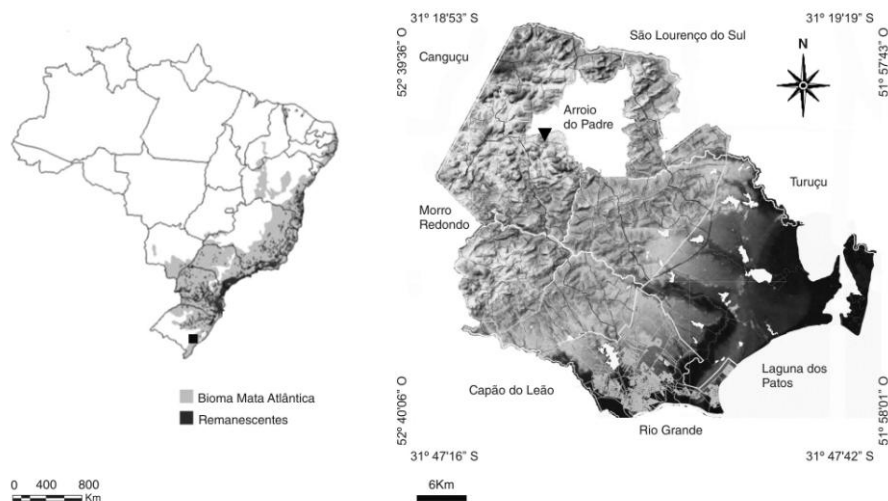 31º 18'53" S
31º 19'19" S
52º 39'36" O
51º 57'43" O
São Lourenço do Sul
Canguçu
N
Arroio
do Padre
Turuçu
Morro
Redondo
Bioma Mata Atlântica
Remanescentes
Laguna dos
Patos
Capão do Leão
Rio Grande
52º 40'06" O
51º 58'01" O
31º 47'16" S
31º 47'42" S
0 400 800
Km
6Km